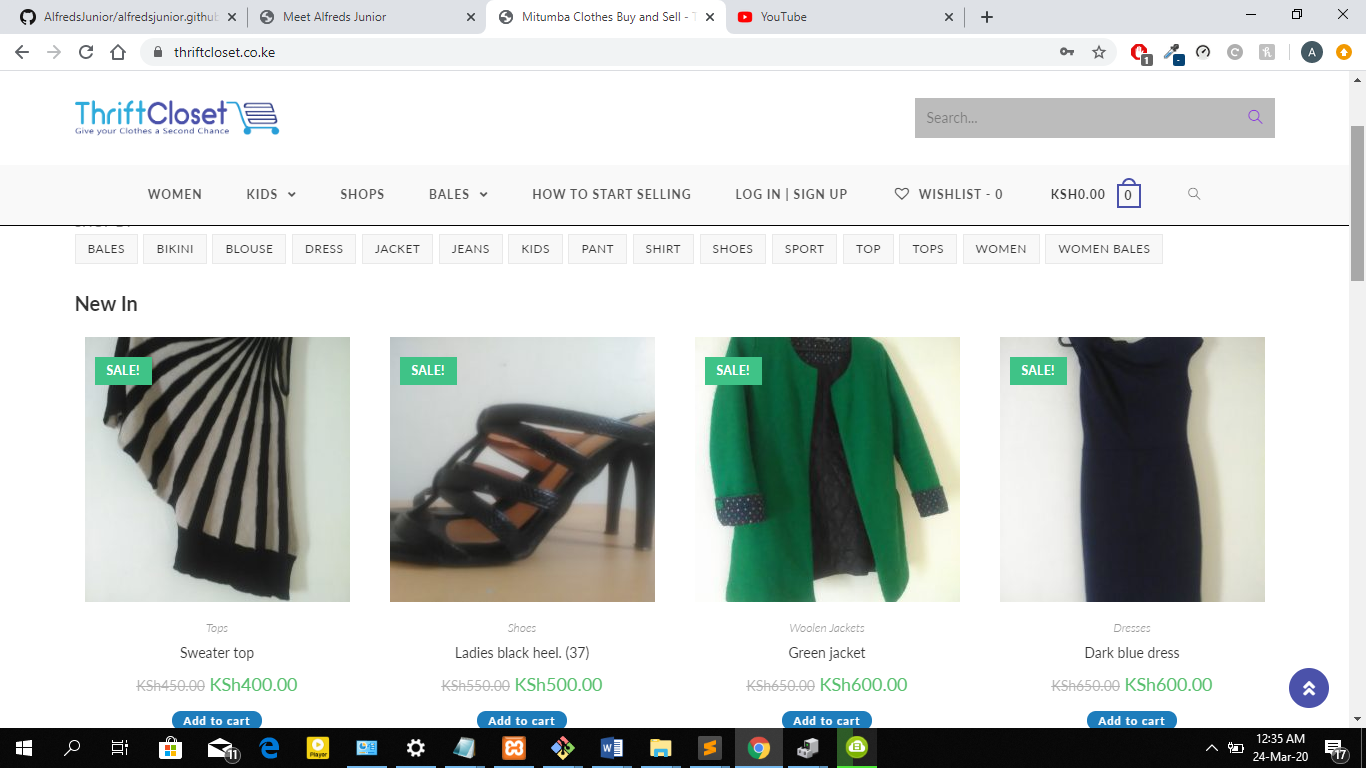 AlfredsJunior/alfredsjunior.github
Meet Alfreds Junior
Mitumba Clothes Buy and Sell - T
YouTube
thriftcloset.co.ke
1
A
ThriftCloset
Give your Clothes a Second Chance
Search...
WOMEN KIDS SHOPS BALES HOW TO START SELLING LOG IN | SIGN UP WISHLIST - 0 KSH0.00 0
BALES BIKINI BLOUSE DRESS JACKET JEANS KIDS PANT SHIRT SHOES SPORT TOP TOPS WOMEN WOMEN BALES
New In
SALE! SALE! SALE! SALE!
Tops Shoes Woolen Jackets Dresses
Sweater top Ladies black heel. (37) Green jacket Dark blue dress
KSh450.00 KSh400.00 KSh550.00 KSh500.00 KSh650.00 KSh600.00 KSh650.00 KSh600.00
Add to cart Add to cart Add to cart Add to cart
11
Player
12:35 AM
24-Mar-20
17